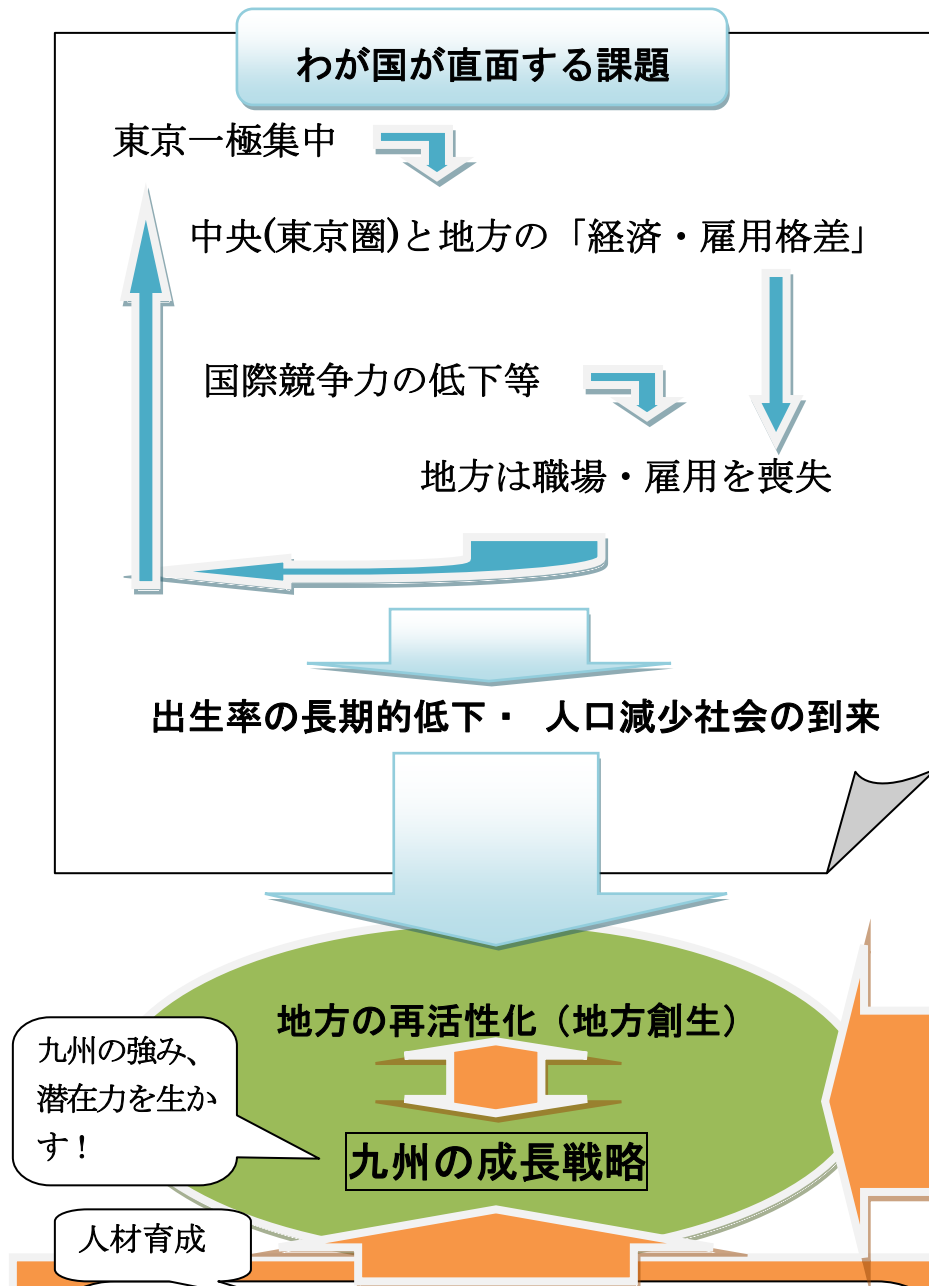 わが国が直面する課題
東京一極集中
中央(東京圏)と地方の「経済・雇用格差」
国際競争力の低下等
地方は職場・雇用を喪失
出生率の長期的低下・ 人口減少社会の到来
地方の再活性化（地方創生）
九州の強み、
潜在力を生か
す！
九州の成長戦略
人材育成